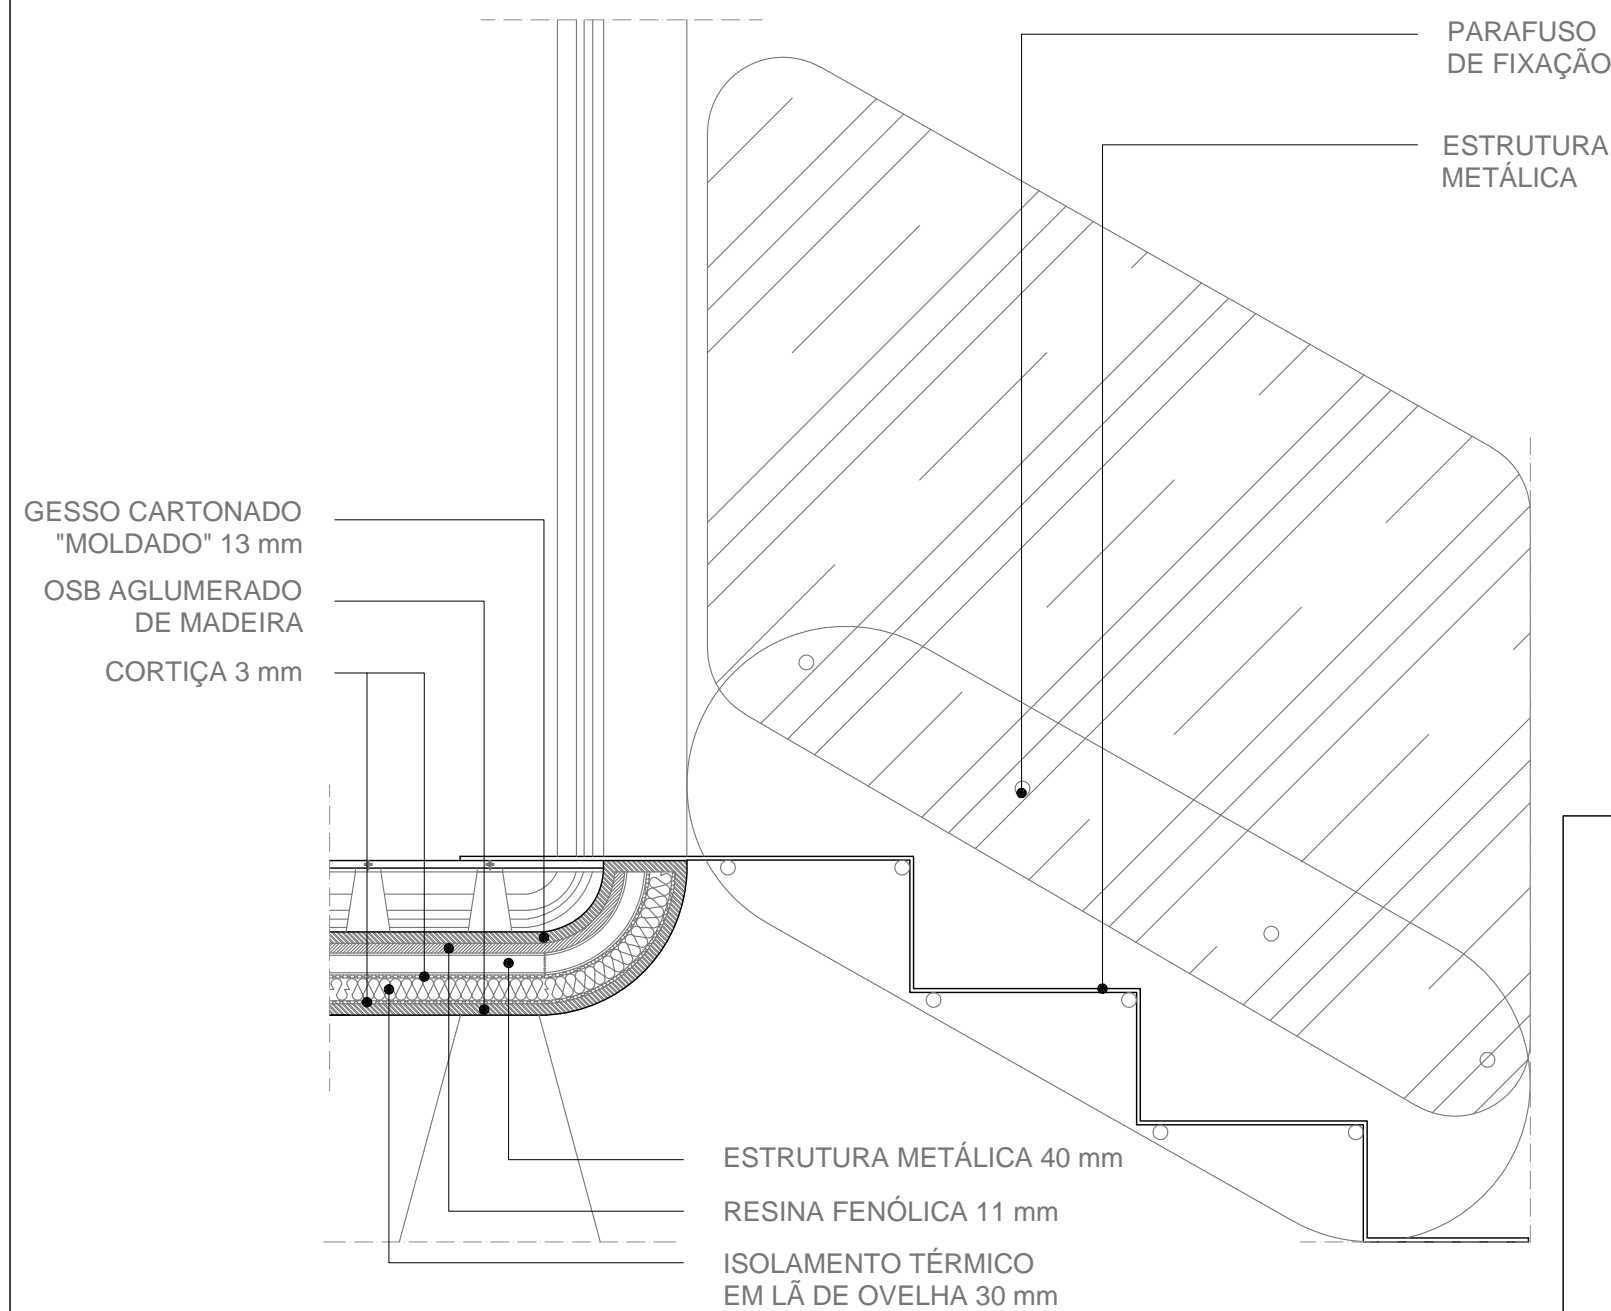 PARAFUSO
DE FIXAÇÃO
ESTRUTURA
METÁLICA
GESSO CARTONADO
"MOLDADO" 13 mm
OSB AGLUMERADO
DE MADEIRA
CORTIÇA 3 mm
ESTRUTURA METÁLICA 40 mm
RESINA FENÓLICA 11 mm
ISOLAMENTO TÉRMICO
EM LÃ DE OVELHA 30 mm